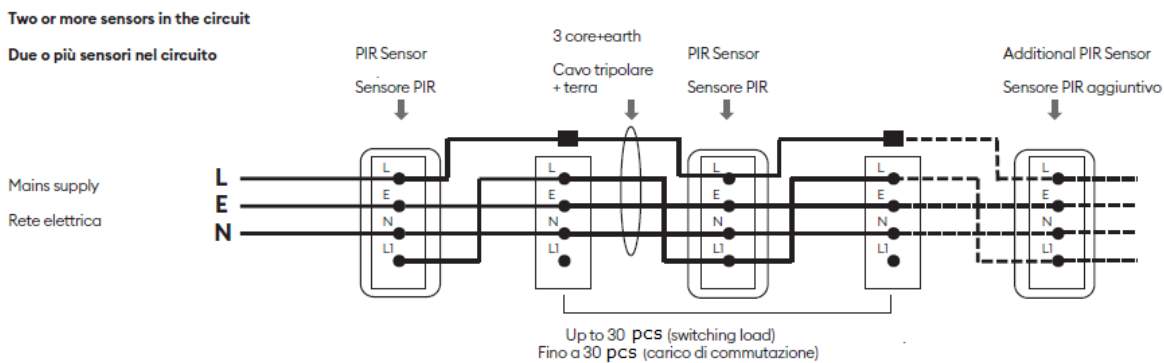 Two or more sensors in the circuit
Due o più sensori nel circuito
PIR Sensor
Sensore PIR
3 core+earth
Cavo tripolare
+ terra
PIR Sensor
Sensore PIR
Additional PIR Sensor
Sensore PIR aggiuntivo
Mains supply
Rete elettrica
L
E
N
L
E
N
L1
L
E
N
L1
L
E
N
L1
L
E
N
L1
L
E
N
L1
Up to 30 pcs (switching load)
Fino a 30 pcs (carico di commutazione)